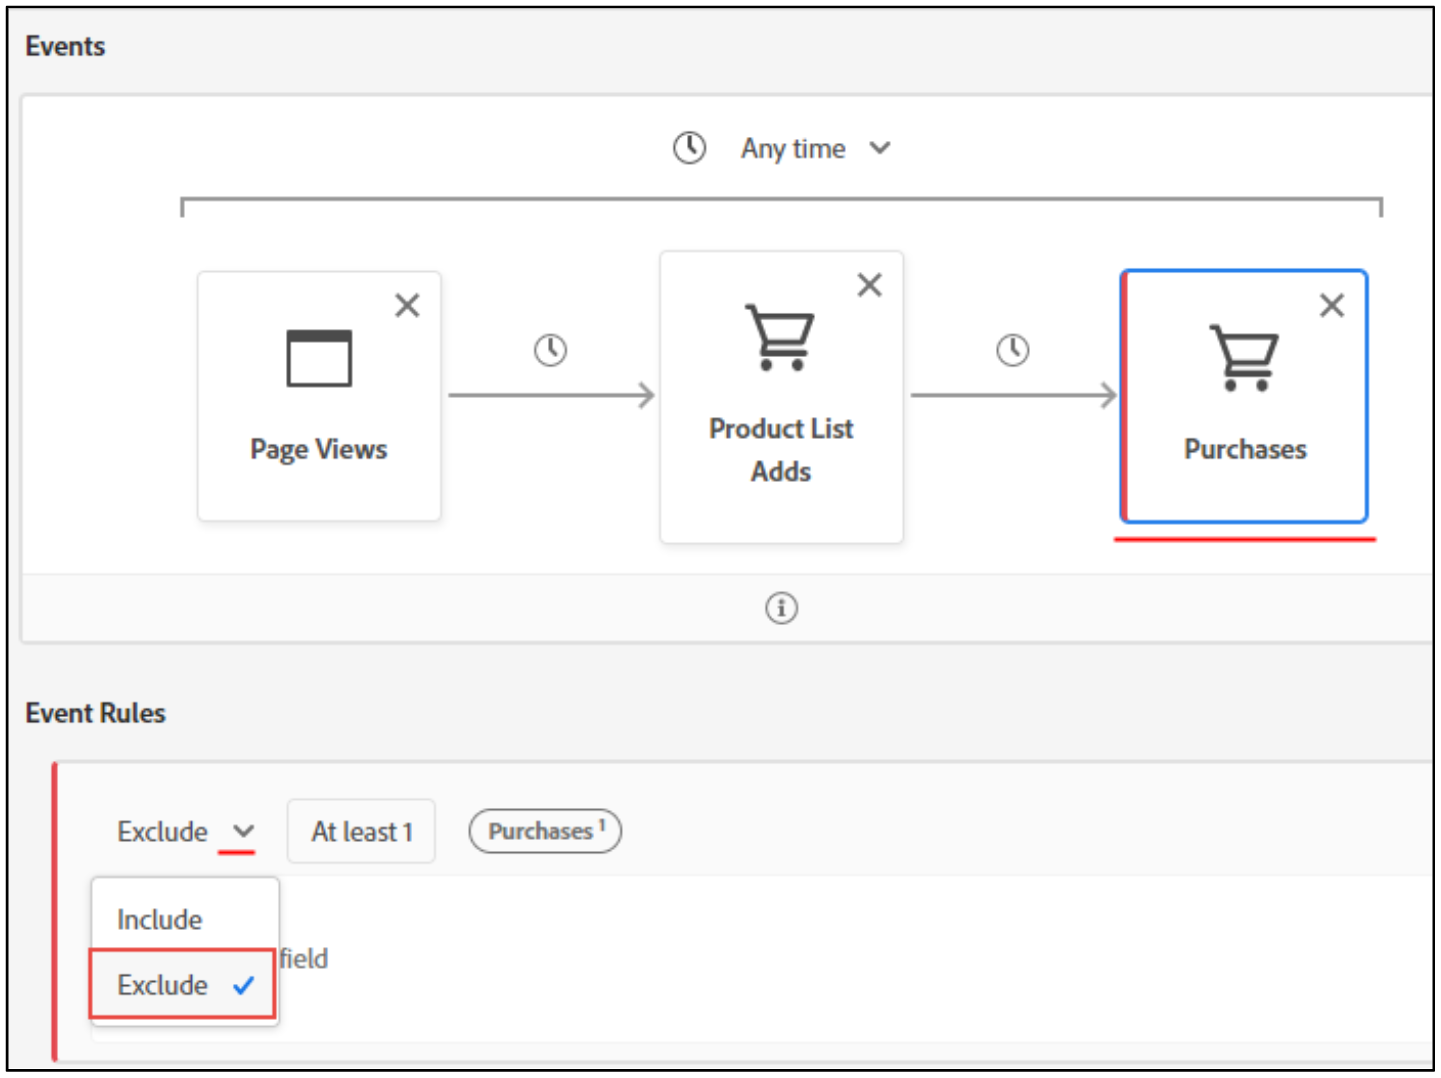 Events
Any time
Page Views
Product List
Adds
Purchases
Event Rules
Exclude
At least 1
Purchases 1
Include
field
Exclude